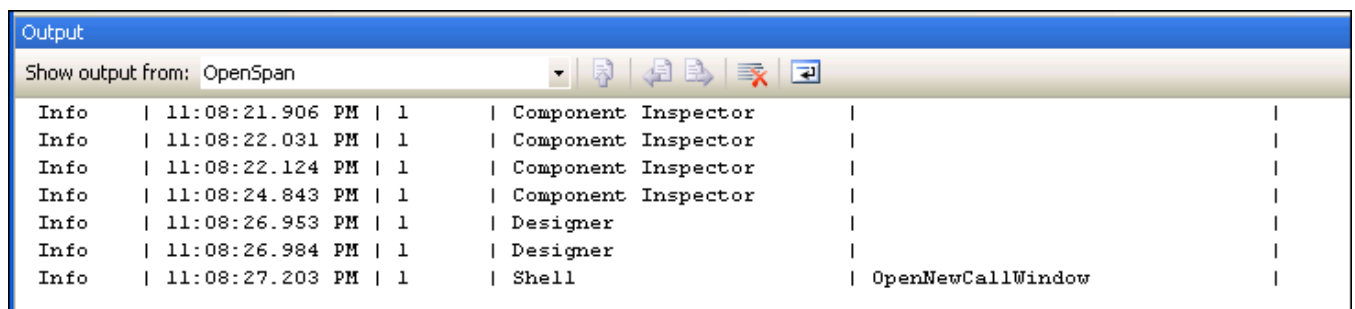 Output
Show output from: OpenSpan
Info | 11:08:21.906 PM | 1 | Component Inspector | |
Info | 11:08:22.031 PM | 1 | Component Inspector | |
Info | 11:08:22.124 PM | 1 | Component Inspector | |
Info | 11:08:24.843 PM | 1 | Component Inspector | |
Info | 11:08:26.953 PM | 1 | Designer | |
Info | 11:08:26.984 PM | 1 | Designer | |
Info | 11:08:27.203 PM | 1 | Shell | OpenNewCallWindow |